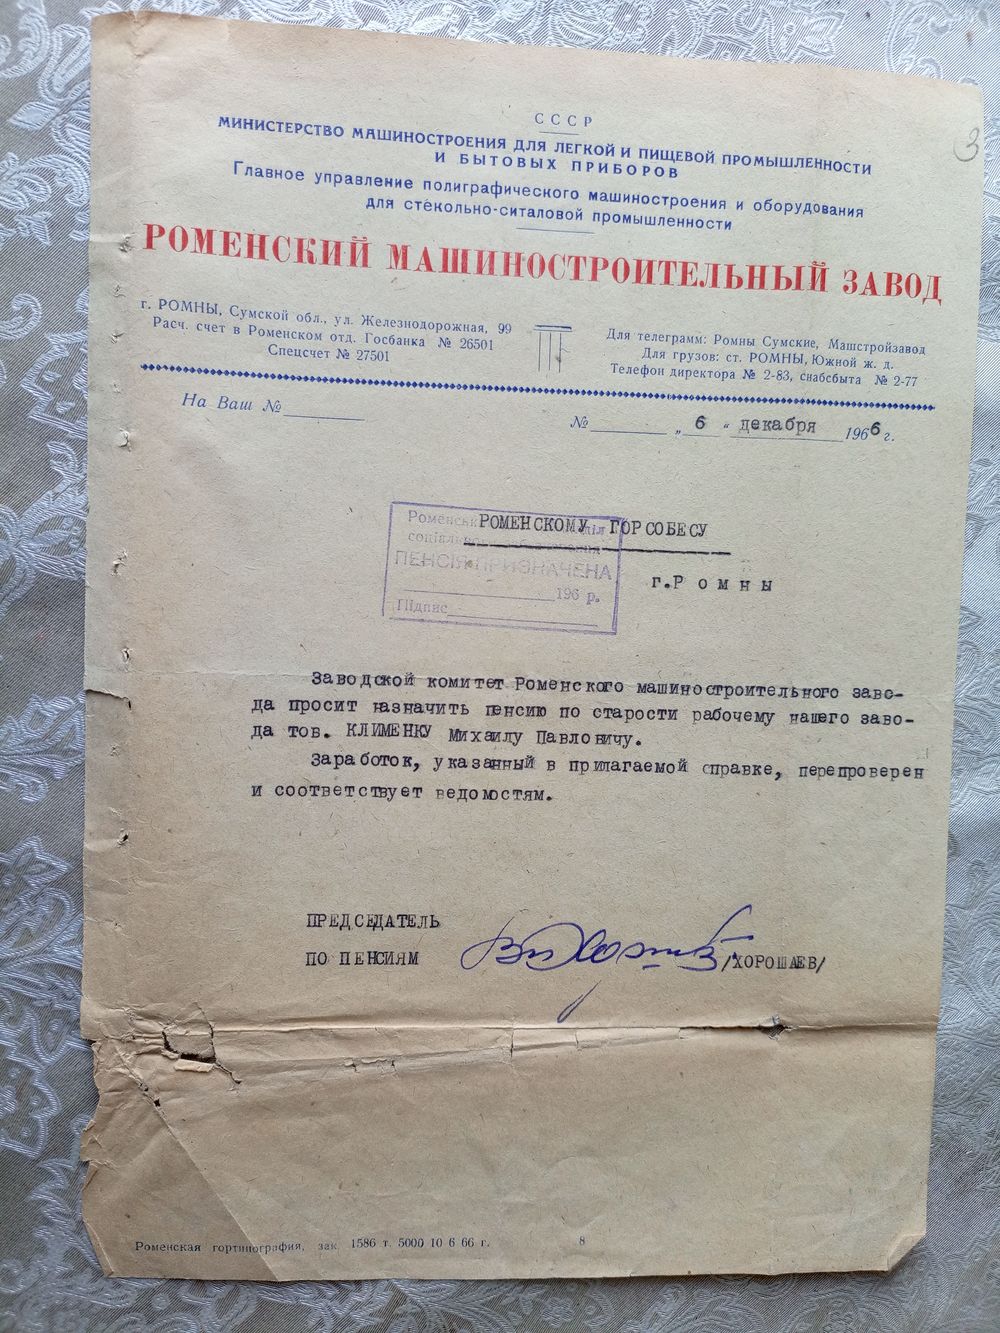 СССР
3
МИНИСТЕРСТВО МАШИНОСТРОЕНИЯ ДЛЯ ЛЕГКОЙ И ПИЩЕВОЙ ПРОМЫШЛЕННОСТИ
И БЫТОВЫХ ПРИБОРОВ
Главное управление полиграфического машиностроения и оборудования
для стекольно-ситаловой промышленности
РОМЕНСКИЙ МАШИНОСТРОИТЕЛЬНЫЙ ЗАВОД
г. РОМНЫ, Сумской обл., ул. Железнодорожная, 99
Расч. счет в Роменском отд. Госбанка № 26501
Спецсчет № 27501
Для телеграмм: Ромны Сумские, Машстройзавод
Для грузов: ст. РОМНЫ, Южной ж. д.
Телефон директора № 2-83, снабсбыта № 2-77
На Ваш №
№ „ 6 “ декабря 1966 г.
РОМЕНСКОМУ ГОРСОБЕСУ
ПЕНСІЯ ПРИЗНАЧЕНА
196 р.
Підпис
г.Р о м н ы
Заводской комитет Роменского машиностроительного заво-
да просит назначить пенсию по старости рабочему нашего заво-
да тов. КЛИМЕНКУ Михаилу Павловичу.
Заработок, указанный в прилагаемой справке, перепроверен
и соответствует ведомостям.
ПРЕДСЕДАТЕЛЬ
ПО ПЕНСИЯМ /ХОРОШАЕВ/
Роменская гортипография, зак. 1586 т. 5000 10 6 66 г. 8